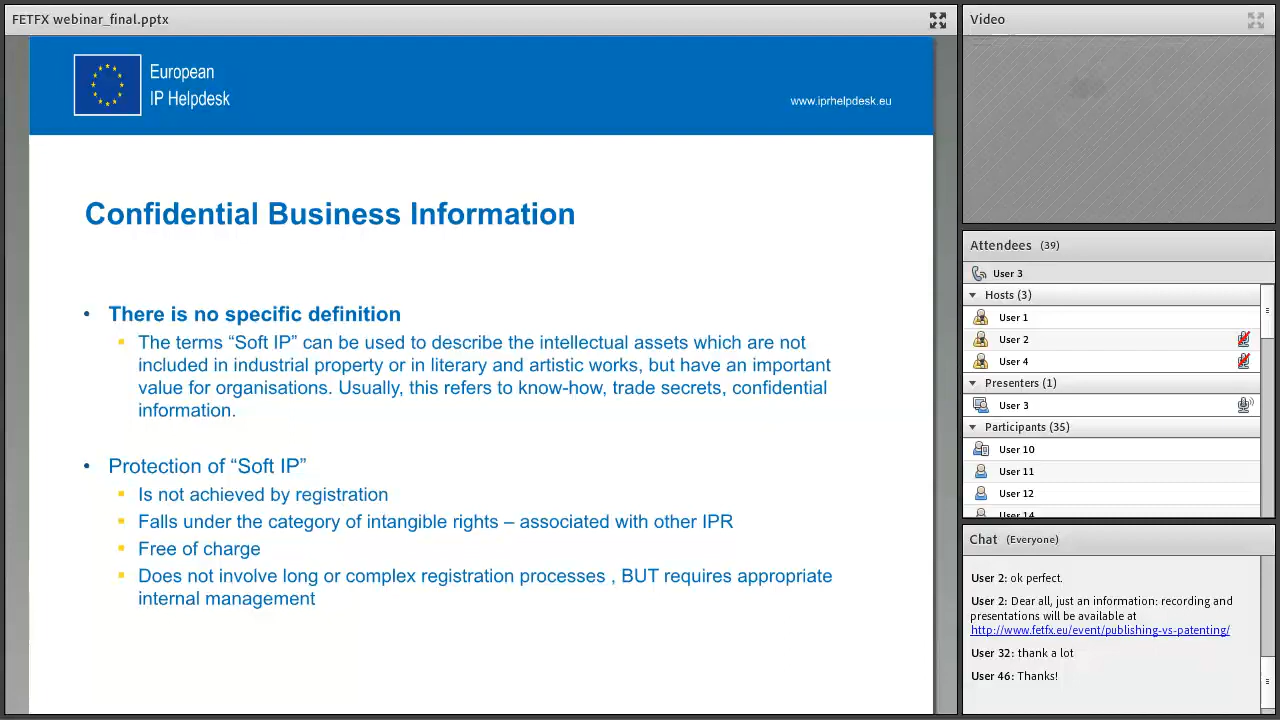 FETFX webinar_final.pptx
European
IP Helpdesk
www.iprhelpdesk.eu
Confidential Business Information
• There is no specific definition
The terms “Soft IP” can be used to describe the intellectual assets which are not
included in industrial property or in literary and artistic works, but have an important
value for organisations. Usually, this refers to know-how, trade secrets, confidential
information.
• Protection of “Soft IP”
Is not achieved by registration
Falls under the category of intangible rights – associated with other IPR
Free of charge
Does not involve long or complex registration processes , BUT requires appropriate
internal management
Video
Attendees (39)
User 3
Hosts (3)
User 1
User 2
User 4
Presenters (1)
User 3
Participants (35)
User 10
User 11
User 12
User 14
Chat (Everyone)
User 2: ok perfect.
User 2: Dear all, just an information: recording and
presentations will be available at
http://www.fetfx.eu/event/publishing-vs-patenting/
User 32: thank a lot
User 46: Thanks!